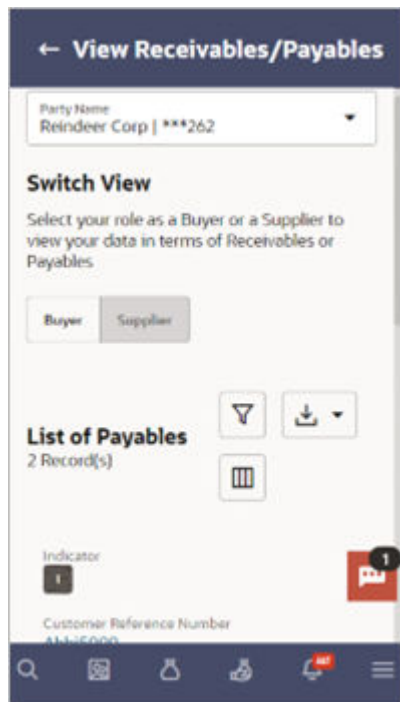 ← View Receivables/Payables
Party Name
Reindeer Corp | ***262
Switch View
Select your role as a Buyer or a Supplier to
view your data in terms of Receivables or
Payables
Buyer Supplier
List of Payables
2 Record(s)
Indicator
I
1
Customer Reference Number